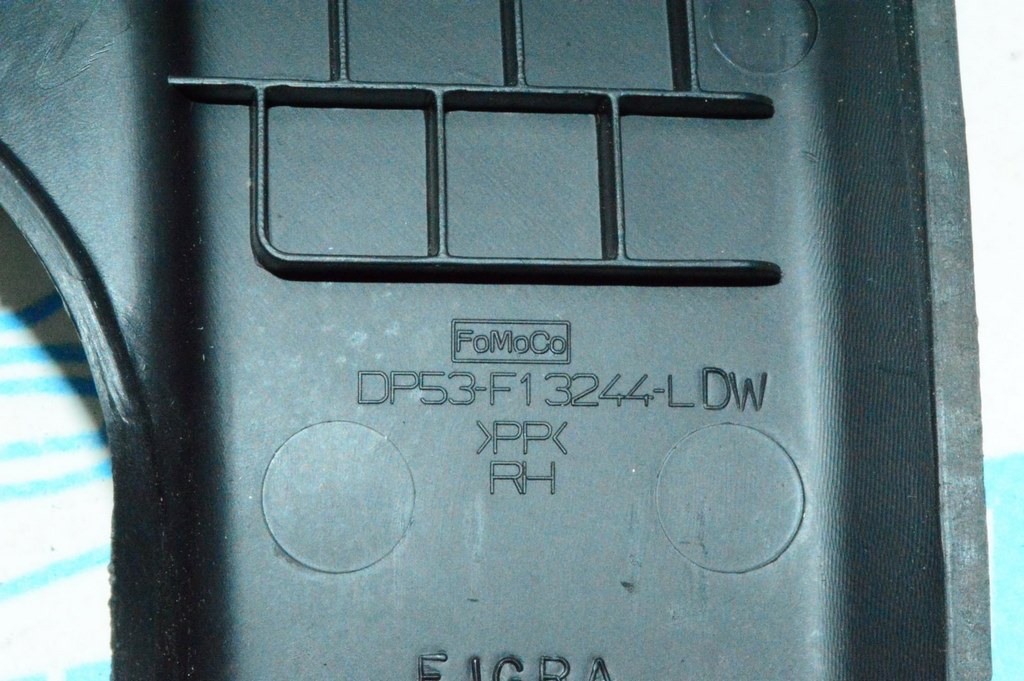 FoMoCo
DP53-F13244-LDW
>PP<
RH